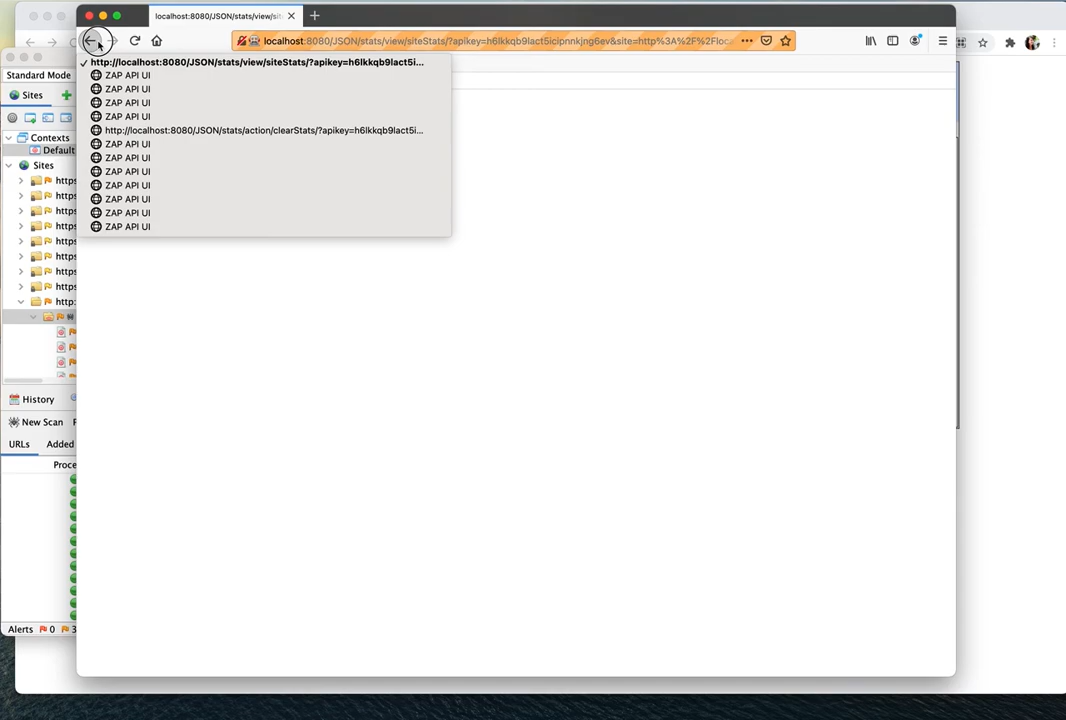 localhost:8080/JSON/stats/view/sit
localhost:8080/JSON/stats/view/siteStats/?apikey=h6lkkqb9lact5icipnnkjng6ev&site=http%3A%2F%2Floc
http://localhost:8080/JSON/stats/view/siteStats/?apikey=h6lkkqb9lact5i...
ZAP API UI
ZAP API UI
ZAP API UI
ZAP API UI
http://localhost:8080/JSON/stats/action/clearStats/?apikey=h6lkkqb9lact5i...
ZAP API UI
ZAP API UI
ZAP API UI
ZAP API UI
ZAP API UI
ZAP API UI
ZAP API UI
Standard Mode
Sites
Contexts
Default
Sites
https
https
https
https
https
https
https
https
http:
History
New Scan
URLs Added
Proce
Alerts 0 3